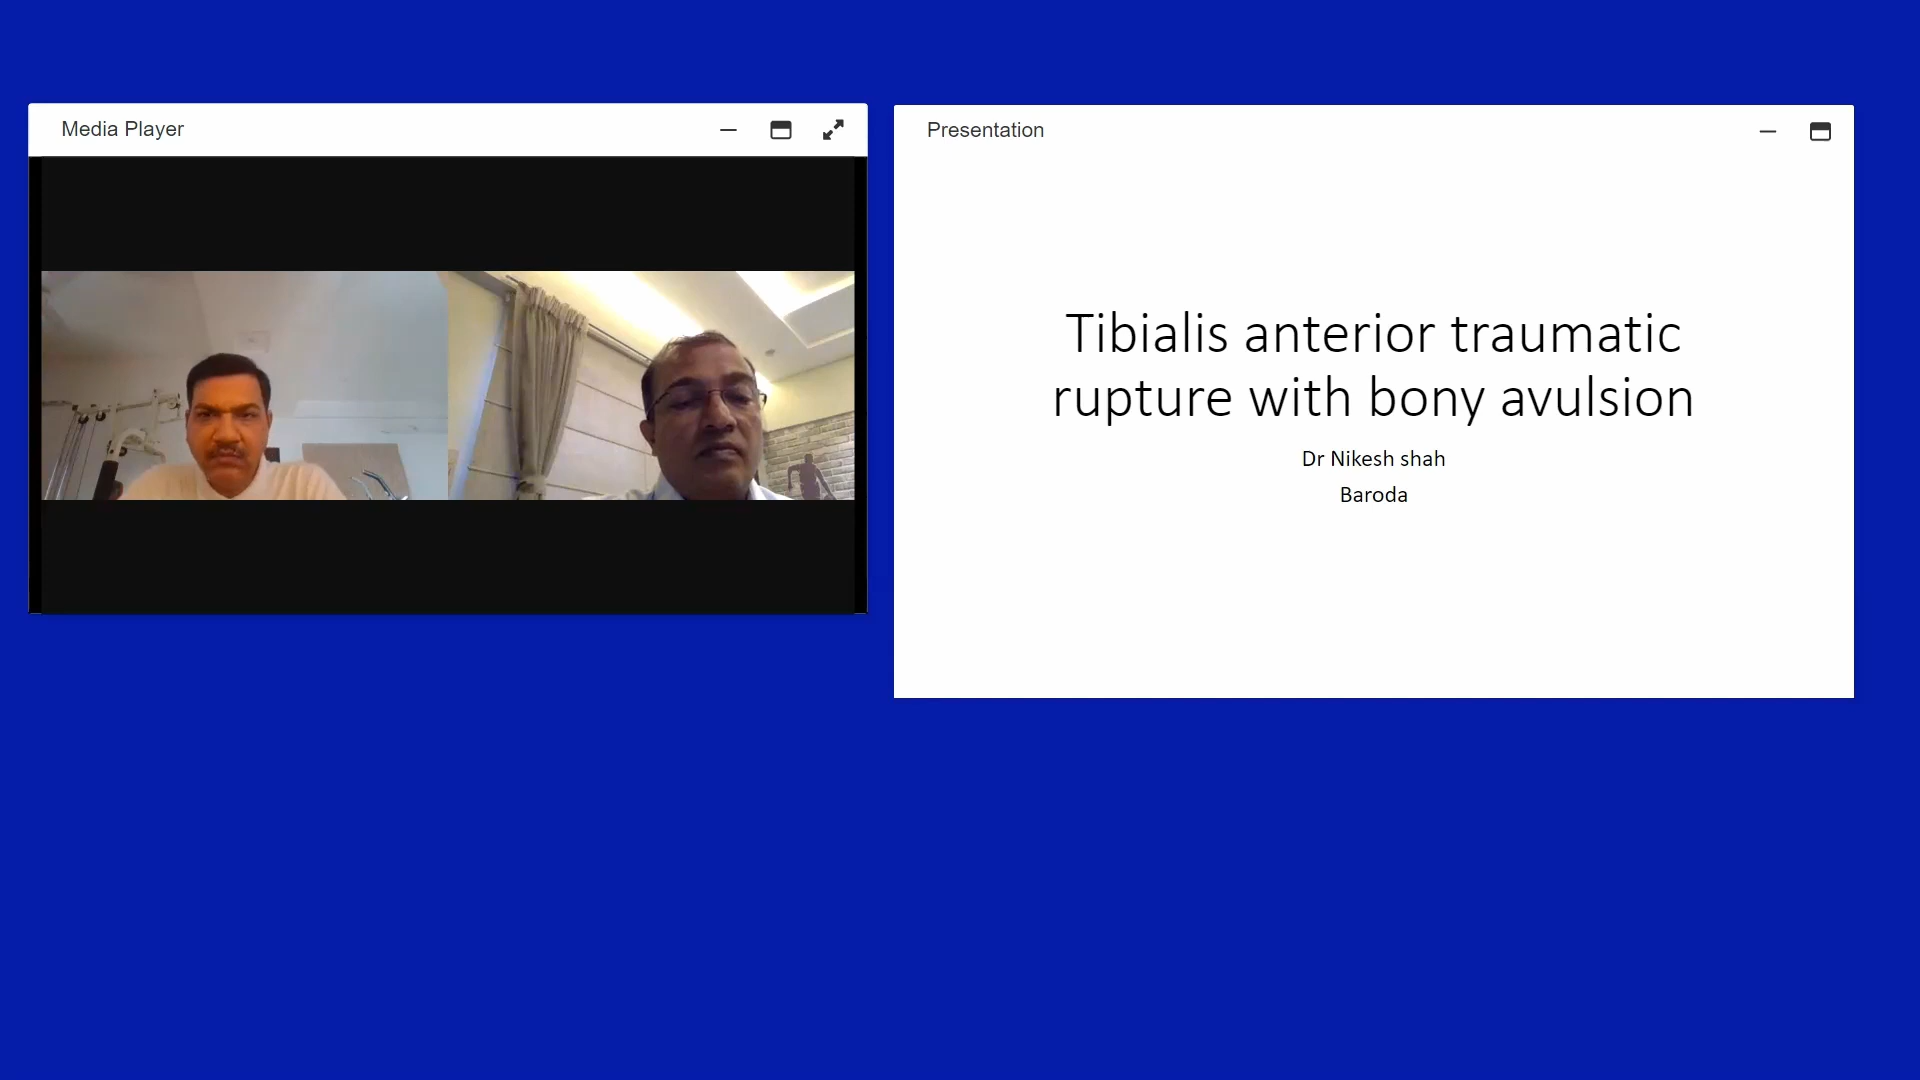 Media Player
Presentation
Tibialis anterior traumatic
rupture with bony avulsion
Dr Nikesh shah
Baroda